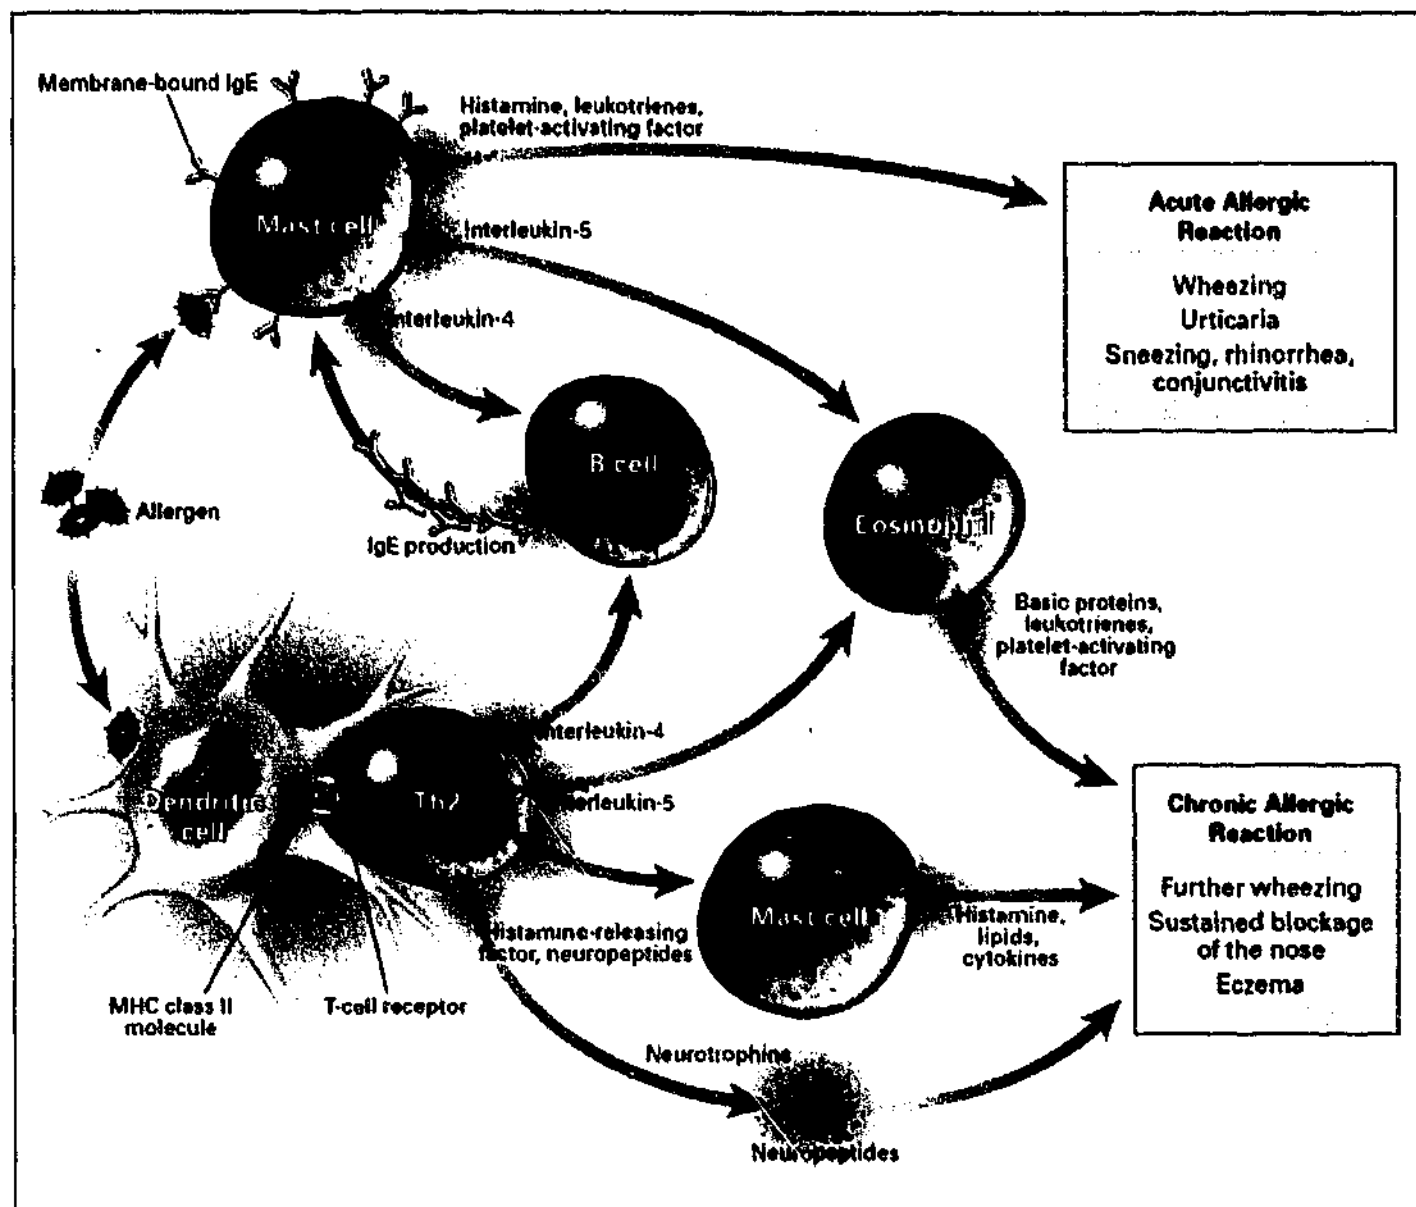 Membrane-bound IgE
Histamine, leukotrienes,
platelet-activating factor
Mast cell
Interleukin-5
Interleukin-4
Acute Allergic
Reaction
Wheezing
Urticaria
Sneezing, rhinorrhea,
conjunctivitis
B cell
Allergen
IgE production
Eosinophil
Basic proteins,
leukotrienes,
platelet-activating
factor
Interleukin-4
Dendritic
cell
Th2
Interleukin-5
Chronic Allergic
Reaction
Further wheezing
Sustained blockage
of the nose
Eczema
Mast cell
Histamine,
lipids,
cytokines
Histamine-releasing
factor, neuropeptides
MHC class II
molecule
T-cell receptor
Neurotrophins
Neuropeptides